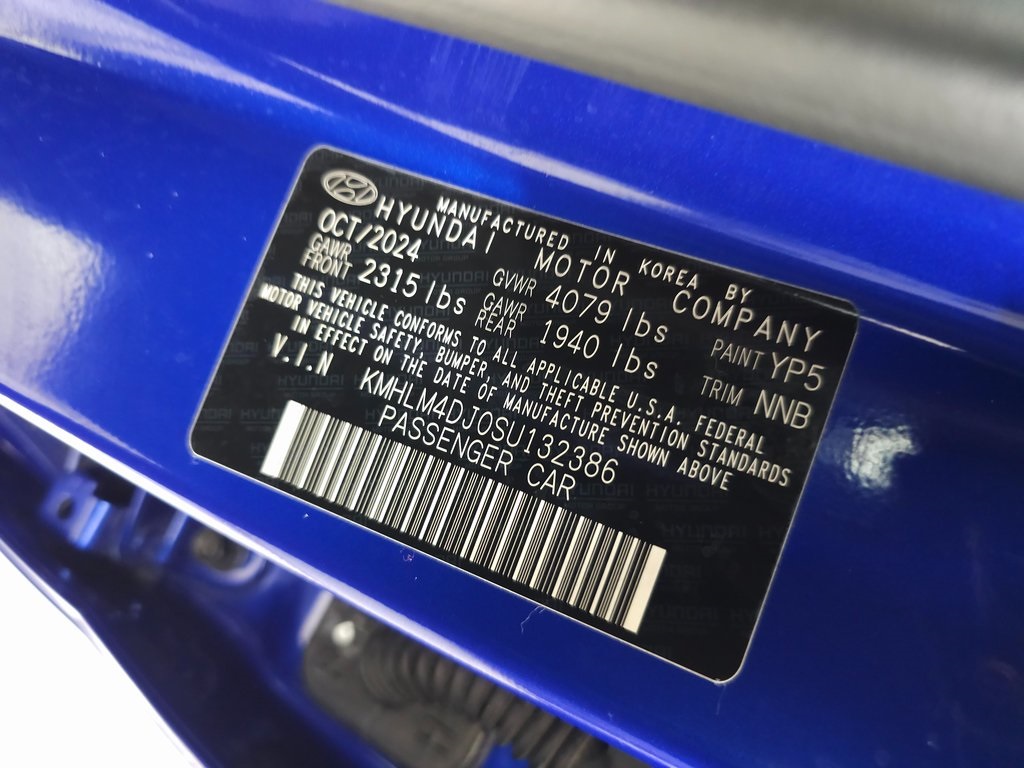 MANUFACTURED IN KOREA BY
HYUNDAI MOTOR COMPANY
OCT/2024 GVWR 4079 lbs PAINT YP5
GAWR FRONT 2315 lbs GAWR REAR 1940 lbs TRIM NNB
THIS VEHICLE CONFORMS TO ALL APPLICABLE U.S.A. FEDERAL
MOTOR VEHICLE SAFETY, BUMPER, AND THEFT PREVENTION STANDARDS
IN EFFECT ON THE DATE OF MANUFACTURE SHOWN ABOVE
V.I.N KMHLM4DJ0SU132386
PASSENGER CAR